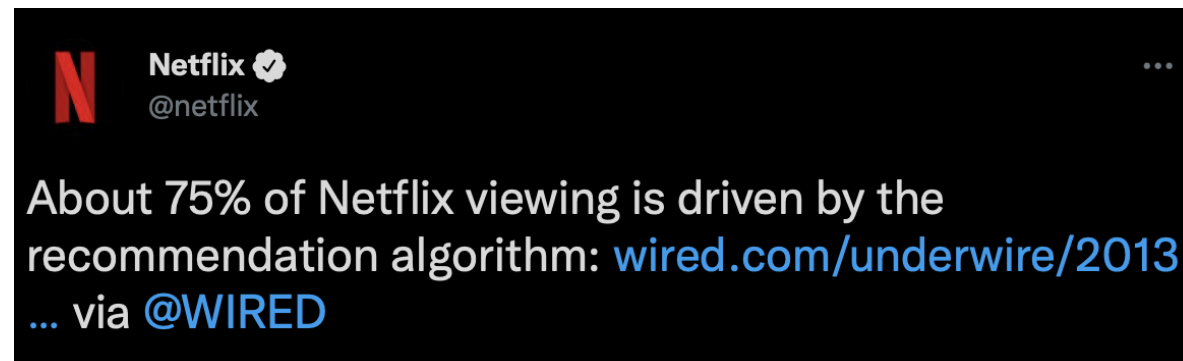 Netflix
@netflix
About 75% of Netflix viewing is driven by the
recommendation algorithm: wired.com/underwire/2013
... via @WIRED